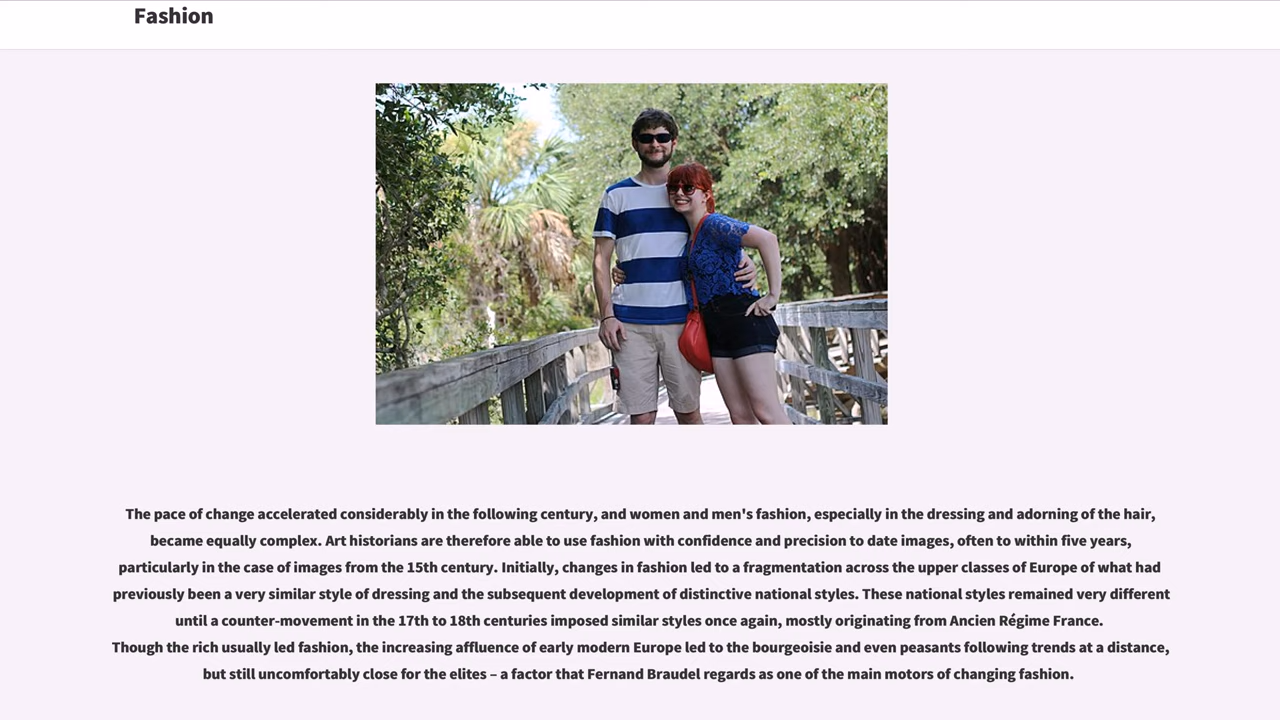 Fashion
The pace of change accelerated considerably in the following century, and women and men's fashion, especially in the dressing and adorning of the hair,
became equally complex. Art historians are therefore able to use fashion with confidence and precision to date images, often to within five years,
particularly in the case of images from the 15th century. Initially, changes in fashion led to a fragmentation across the upper classes of Europe of what had
previously been a very similar style of dressing and the subsequent development of distinctive national styles. These national styles remained very different
until a counter-movement in the 17th to 18th centuries imposed similar styles once again, mostly originating from Ancien Régime France.
Though the rich usually led fashion, the increasing affluence of early modern Europe led to the bourgeoisie and even peasants following trends at a distance,
but still uncomfortably close for the elites – a factor that Fernand Braudel regards as one of the main motors of changing fashion.